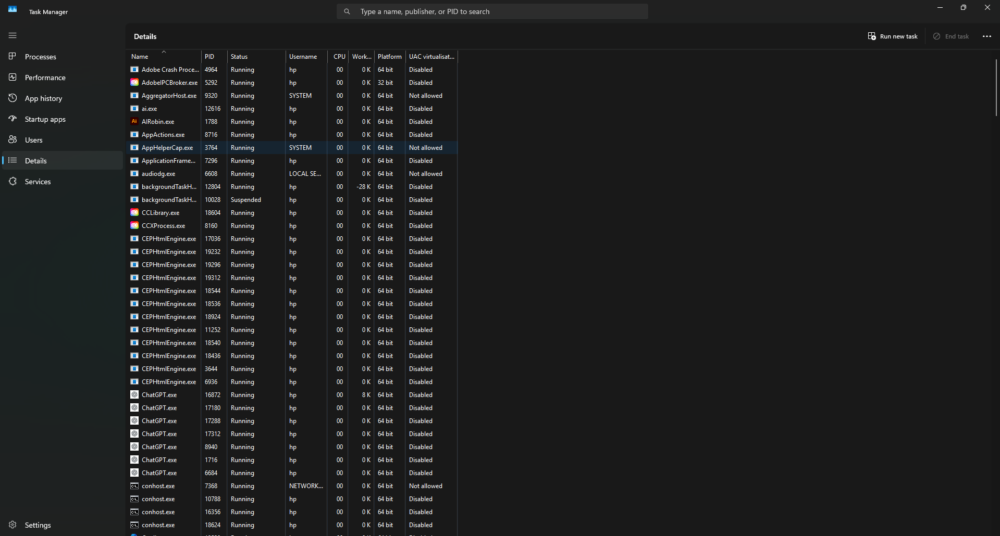 Task Manager
Type a name, publisher, or PID to search
Details
Run new task
End task
Processes
Performance
App history
Startup apps
Users
Details
Services
Settings
Name PID Status Username CPU Work... Platform UAC virtualisat...
Adobe Crash Proce... 4964 Running hp 00 0 K 64 bit Disabled
AdobeIPCBroker.exe 5292 Running hp 00 0 K 32 bit Disabled
AggregatorHost.exe 9320 Running SYSTEM 00 0 K 64 bit Not allowed
ai.exe 12616 Running hp 00 0 K 64 bit Disabled
Ai AIRobin.exe 1788 Running hp 00 0 K 64 bit Disabled
AppActions.exe 8716 Running hp 00 0 K 64 bit Disabled
AppHelperCap.exe 3764 Running SYSTEM 00 0 K 64 bit Not allowed
ApplicationFrame... 7296 Running hp 00 0 K 64 bit Disabled
audiodg.exe 6608 Running LOCAL SE... 00 0 K 64 bit Not allowed
backgroundTaskH... 12804 Running hp 00 -28 K 64 bit Disabled
backgroundTaskH... 10028 Suspended hp 00 0 K 64 bit Disabled
CCLibrary.exe 18604 Running hp 00 0 K 64 bit Disabled
CCXProcess.exe 8160 Running hp 00 0 K 64 bit Disabled
CEPHtmlEngine.exe 17036 Running hp 00 0 K 64 bit Disabled
CEPHtmlEngine.exe 19232 Running hp 00 0 K 64 bit Disabled
CEPHtmlEngine.exe 19296 Running hp 00 0 K 64 bit Disabled
CEPHtmlEngine.exe 19312 Running hp 00 0 K 64 bit Disabled
CEPHtmlEngine.exe 18544 Running hp 00 0 K 64 bit Disabled
CEPHtmlEngine.exe 18536 Running hp 00 0 K 64 bit Disabled
CEPHtmlEngine.exe 18924 Running hp 00 0 K 64 bit Disabled
CEPHtmlEngine.exe 11252 Running hp 00 0 K 64 bit Disabled
CEPHtmlEngine.exe 18540 Running hp 00 0 K 64 bit Disabled
CEPHtmlEngine.exe 18436 Running hp 00 0 K 64 bit Disabled
CEPHtmlEngine.exe 3644 Running hp 00 0 K 64 bit Disabled
CEPHtmlEngine.exe 6936 Running hp 00 0 K 64 bit Disabled
ChatGPT.exe 16872 Running hp 00 8 K 64 bit Disabled
ChatGPT.exe 17180 Running hp 00 0 K 64 bit Disabled
ChatGPT.exe 17288 Running hp 00 0 K 64 bit Disabled
ChatGPT.exe 17312 Running hp 00 0 K 64 bit Disabled
ChatGPT.exe 8940 Running hp 00 0 K 64 bit Disabled
ChatGPT.exe 1716 Running hp 00 0 K 64 bit Disabled
ChatGPT.exe 6684 Running hp 00 0 K 64 bit Disabled
conhost.exe 7368 Running NETWORK... 00 0 K 64 bit Not allowed
conhost.exe 10788 Running hp 00 0 K 64 bit Disabled
conhost.exe 16356 Running hp 00 0 K 64 bit Disabled
conhost.exe 18624 Running hp 00 0 K 64 bit Disabled